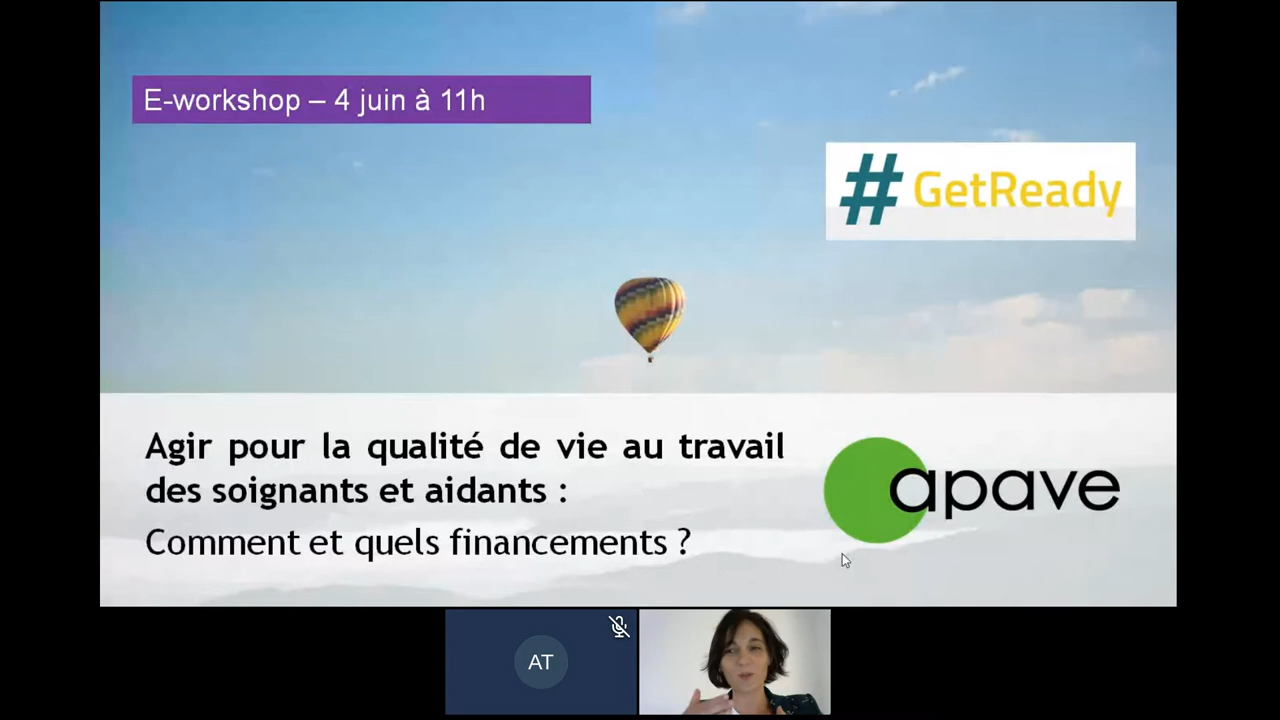 E-workshop – 4 juin à 11h
#GetReady
Agir pour la qualité de vie au travail
des soignants et aidants :
Comment et quels financements ?
apave
AT